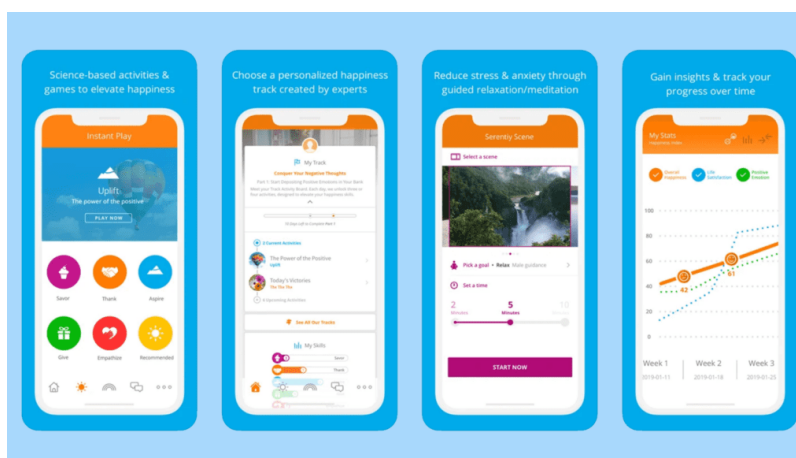 Science-based activities &
games to elevate happiness
Instant Play
Uplift
The power of the positive
PLAY NOW
Savor
Thank
Aspire
Give
Empathize
Recommended
Choose a personalized happiness
track created by experts
My Track
Conquer Your Negative Thoughts
2 Current Activities
The Power of the Positive
Uplift
Today's Victories
4 Upcoming Activities
See All Our Tracks
My Skills
Savor
Thank
Reduce stress & anxiety through
guided relaxation/meditation
Serenity Scene
Select a scene
Pick a goal • Relax Main guidance
Set a time
2 5 10
Minutes Minutes
START NOW
Gain insights & track your
progress over time
My Stats
Overall
Happiness
Life
Satisfaction
Positive
Emotion
100
80
60
40
20
0
42
61
Week 1 Week 2 Week 3
2019-01-11 2019-01-18 2019-01-25